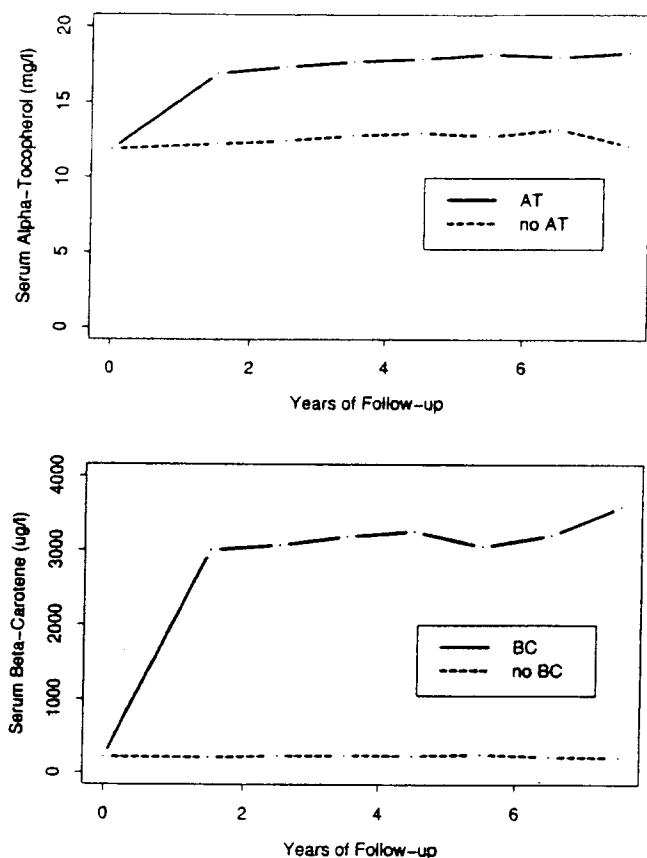 Serum Alpha-Tocopherol (mg/l)
20
15
10
5
0
AT
no AT
0 2 4 6
Years of Follow-up
Serum Beta-Carotene (ug/l)
4000
3000
2000
1000
0
BC
no BC
0 2 4 6
Years of Follow-up